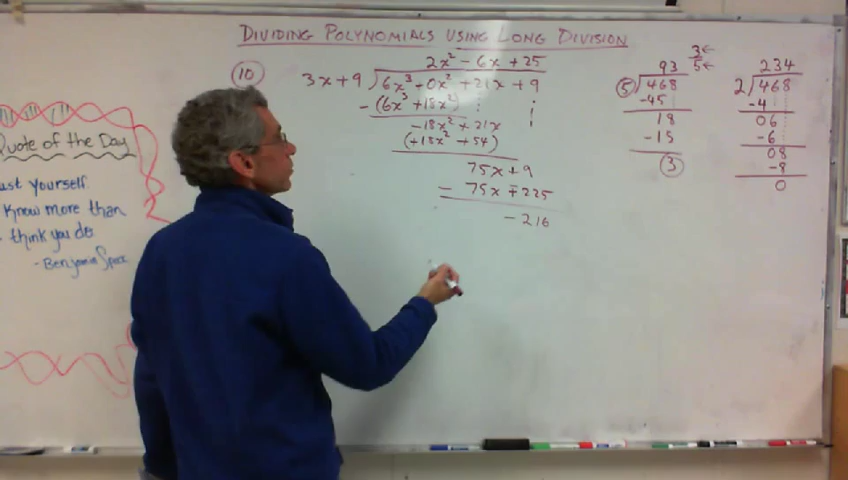 DIVIDING POLYNOMIALS USING LONG DIVISION
10
2x² - 6x + 25
3x + 9 √6x³ - 0x² + 21x + 9
- (6x³ + 18x²)
-18x² + 21x
(+18x² + 54)
75x + 9
- 75x + 225
- 216
3←
5←
93
5 √468
-45
18
-15
3
234
2 √468
-4
06
-6
08
-8
0
Quote of the Day
ust yourself.
know more than
think you do
- Benjamin